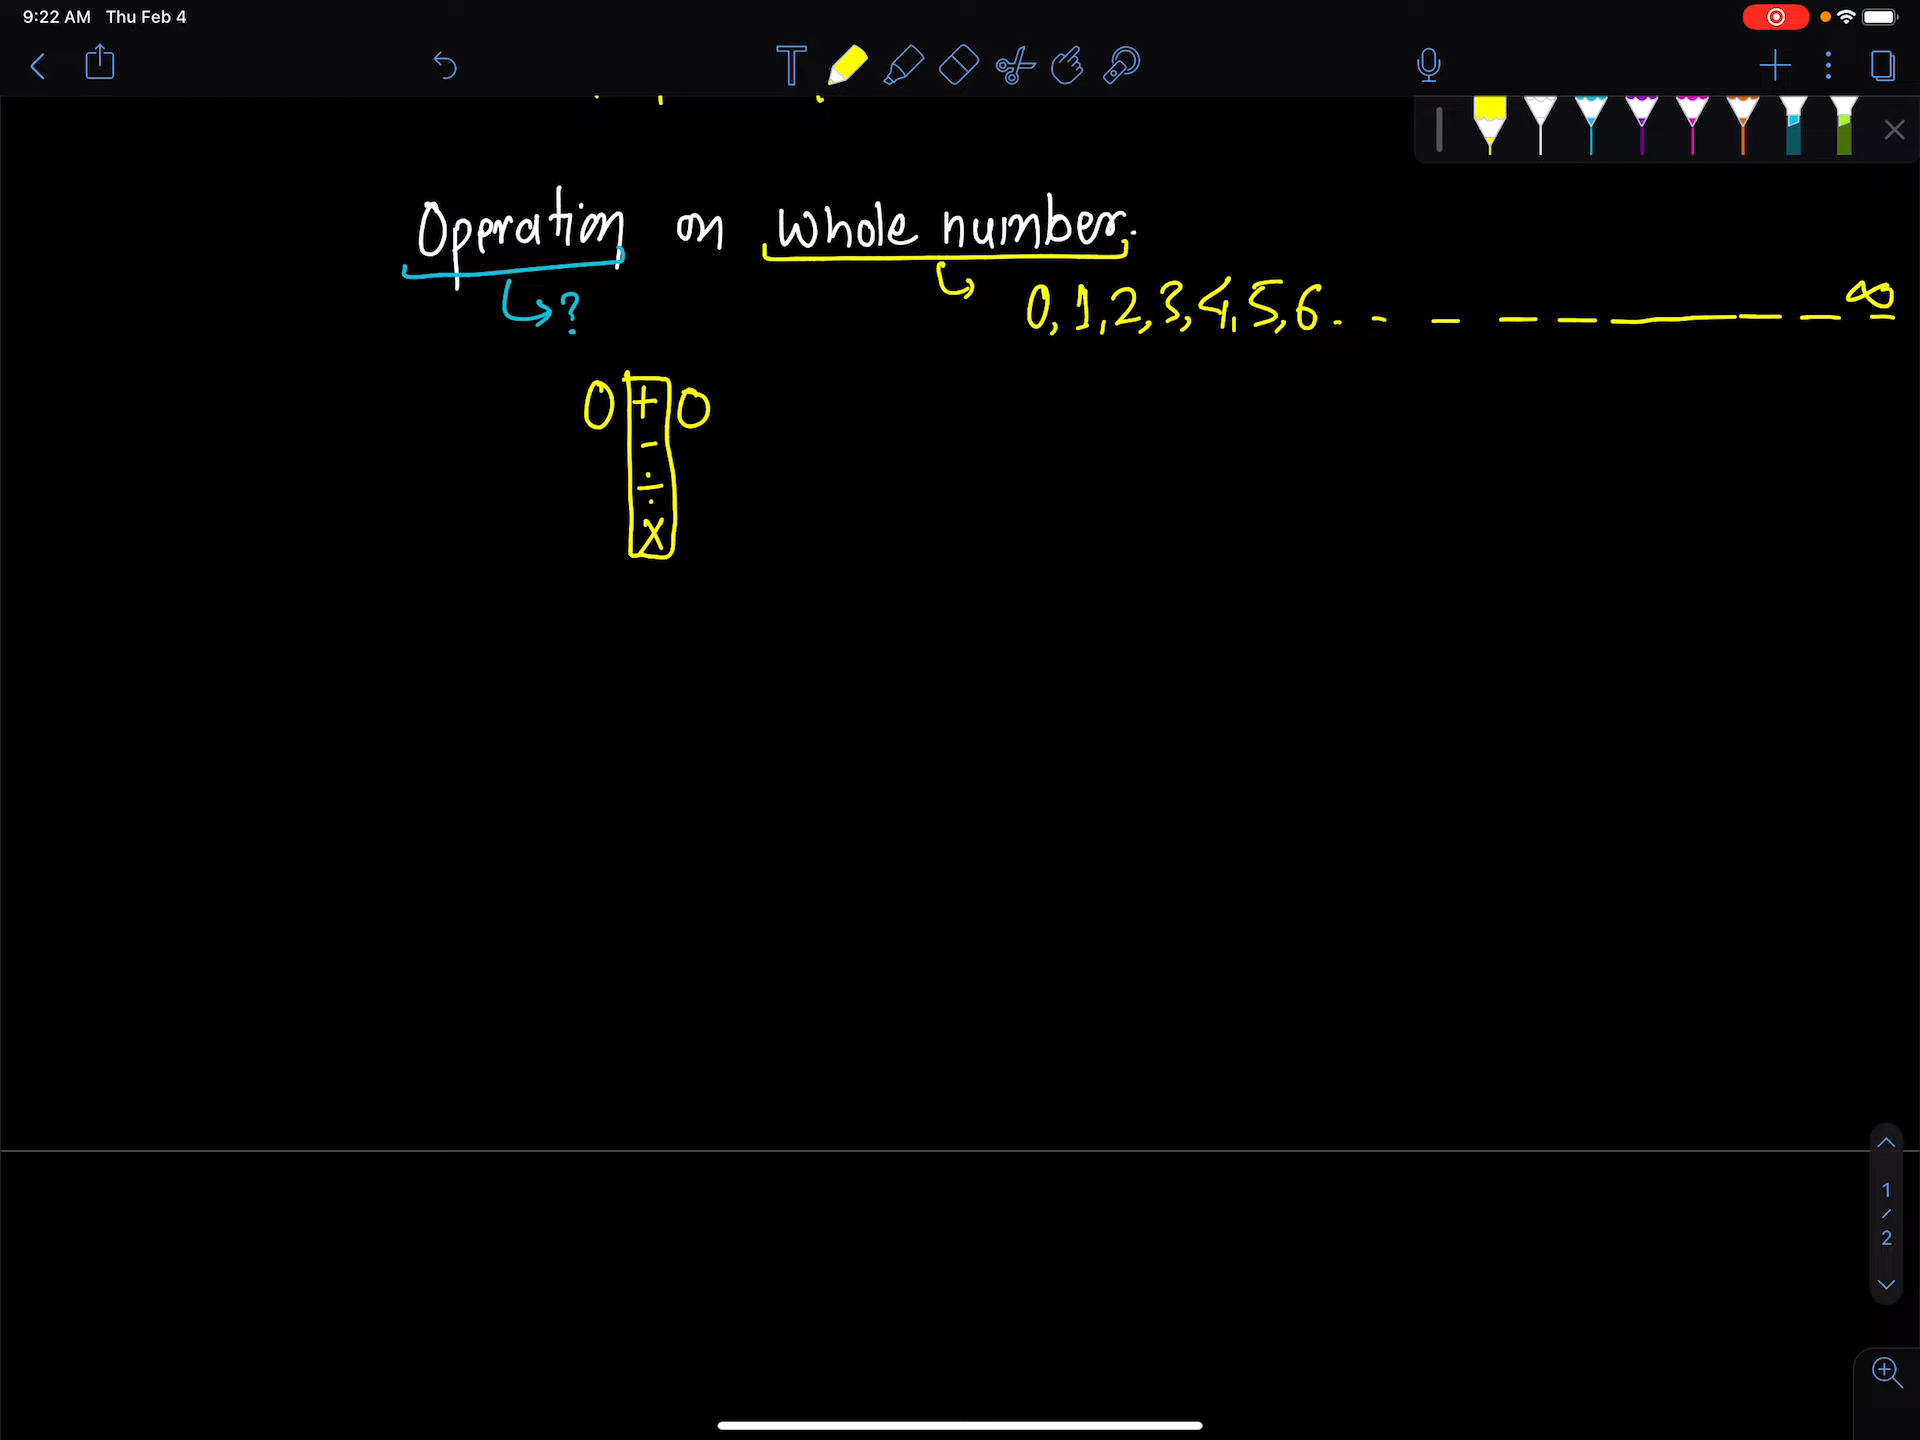 9:22 AM Thu Feb 4
Operation on Whole number.
?
0, 1, 2, 3, 4, 5, 6. - - - - - - - ∞
0 + 0
-
÷
x
1
/
2